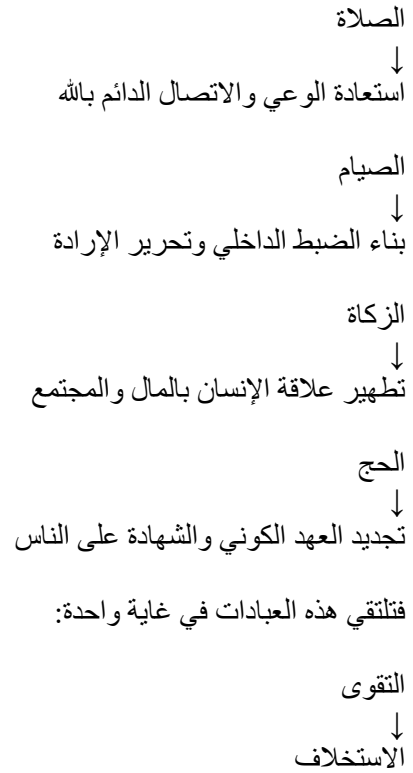 الصلاة
↓
استعادة الوعي والاتصال الدائم بالله
الصيام
↓
بناء الضبط الداخلي وتحرير الإرادة
الزكاة
↓
تطهير علاقة الإنسان بالمال والمجتمع
الحج
↓
تجديد العهد الكوني والشهادة على الناس
فتلتقي هذه العبادات في غاية واحدة:
التقوى
↓
الاستخلاف